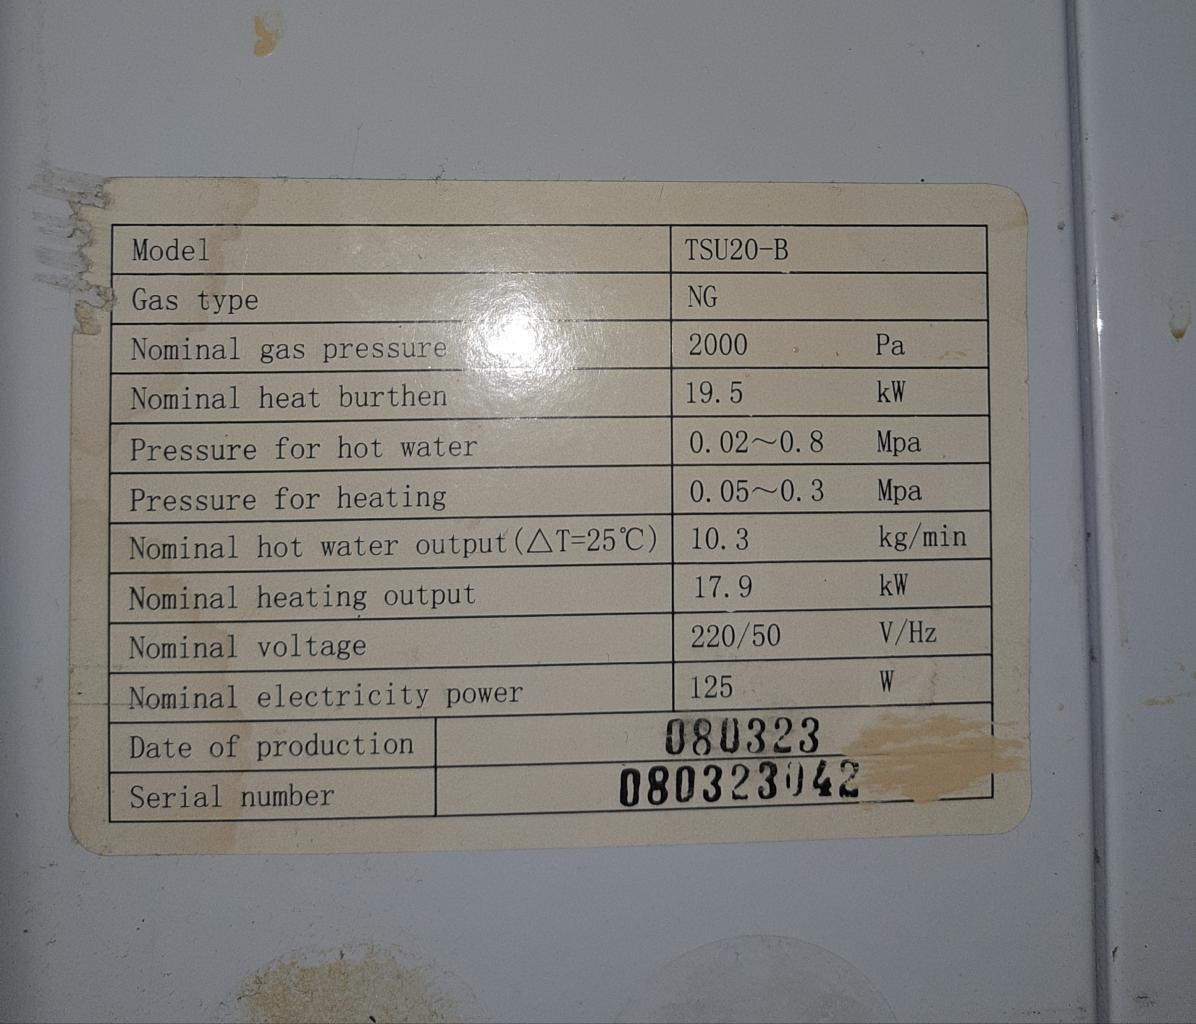 Model TSU20-B
Gas type NG
Nominal gas pressure 2000 Pa
Nominal heat burthen 19.5 kW
Pressure for hot water 0.02～0.8 Mpa
Pressure for heating 0.05～0.3 Mpa
Nominal hot water output(△T=25℃) 10.3 kg/min
Nominal heating output 17.9 kW
Nominal voltage 220/50 V/Hz
Nominal electricity power 125 W
Date of production 080323
Serial number 080323042